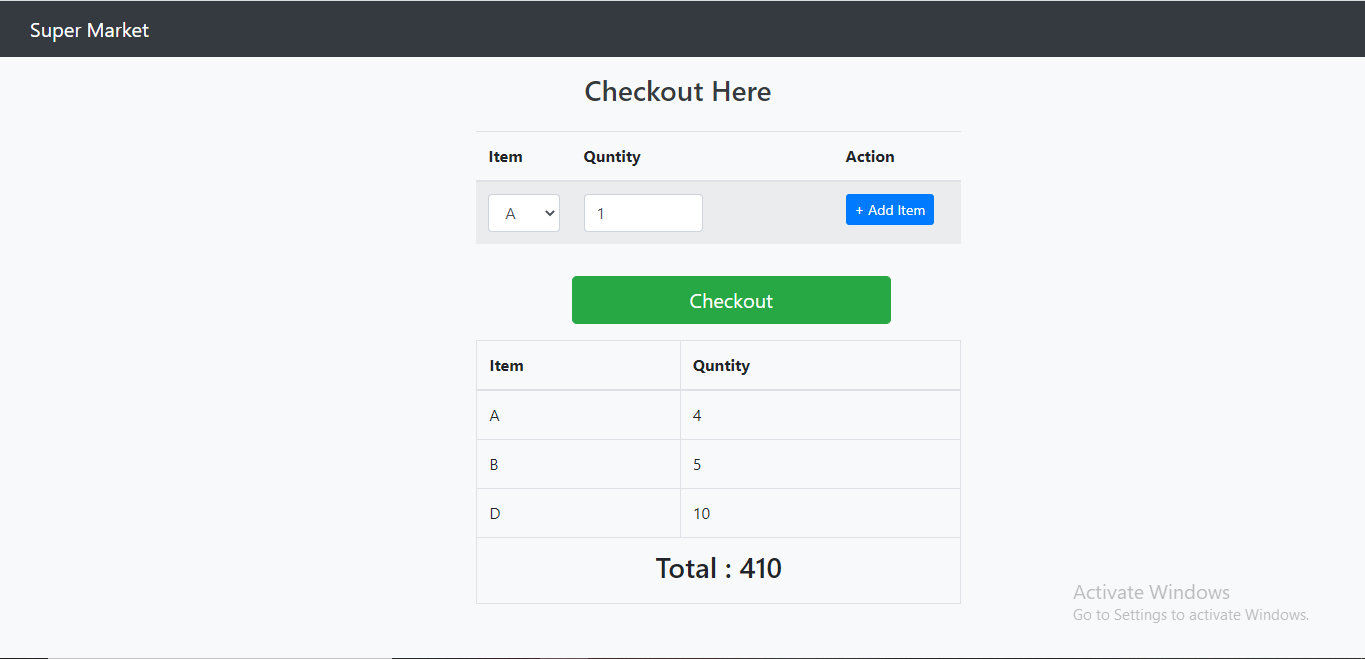 Super Market
Checkout Here
Item Quntity Action
A 1 + Add Item
Checkout
Item Quntity
A 4
B 5
D 10
Total : 410
Activate Windows
Go to Settings to activate Windows.